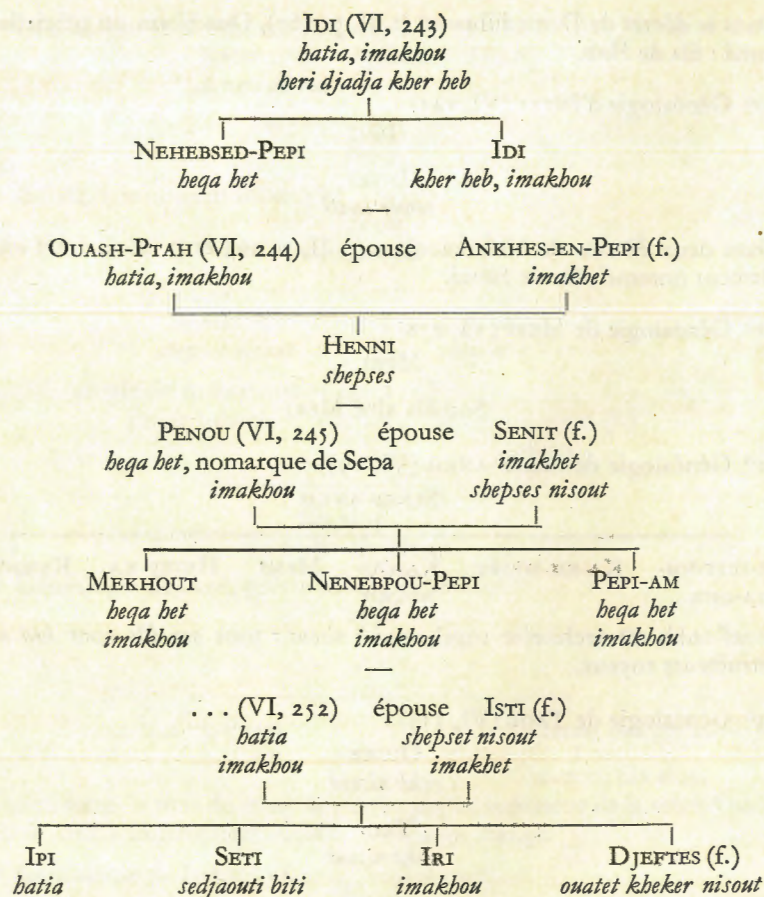 IDI (VI, 243)
hatia, imakhou
heri djadja kher heb
NEHEBSED-PEPI IDI
heqa het kher heb, imakhou
—
OUASH-PTAH (VI, 244) épouse ANKHES-EN-PEPI (f.)
hatia, imakhou imakhet
HENNI
shepses
—
PENOU (VI, 245) épouse SENIT (f.)
heqa het, nomarque de Sepa imakhet
imakhou shepses nisout
MEKHOUT NENEBPOU-PEPI PEPI-AM
heqa het heqa het heqa het
imakhou imakhou imakhou
—
... (VI, 252) épouse ISTI (f.)
hatia shepset nisout
imakhou imakhet
IPI SETI IRI DJEFTES (f.)
hatia sedjaouti biti imakhou ouatet kheker nisout